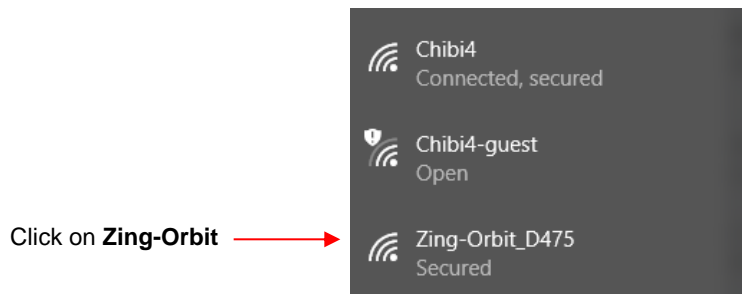 Chibi4
Connected, secured
Chibi4-guest
Open
Click on Zing-Orbit
Zing-Orbit_D475
Secured